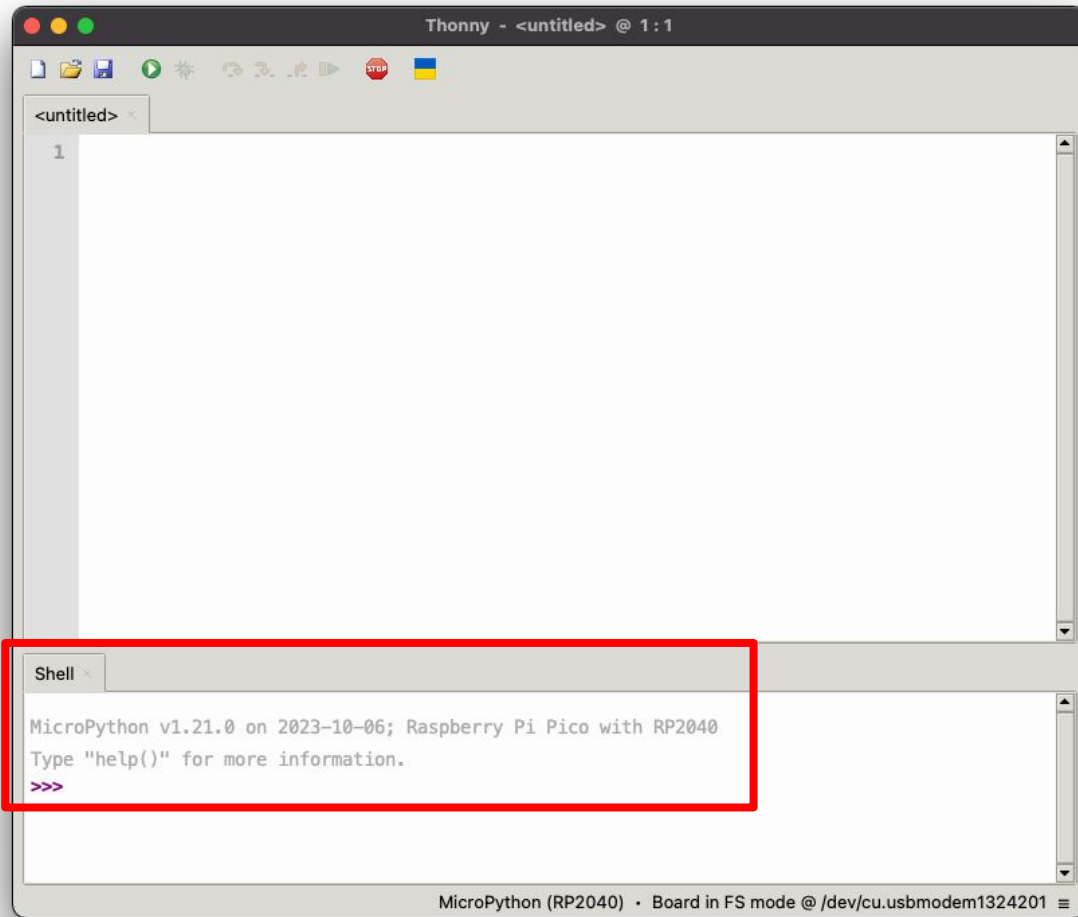 Thonny - <untitled> @ 1:1
STOP
<untitled>
1
Shell
MicroPython v1.21.0 on 2023-10-06; Raspberry Pi Pico with RP2040
Type "help()" for more information.
>>>
MicroPython (RP2040) • Board in FS mode @ /dev/cu.usbmodem1324201 ≡